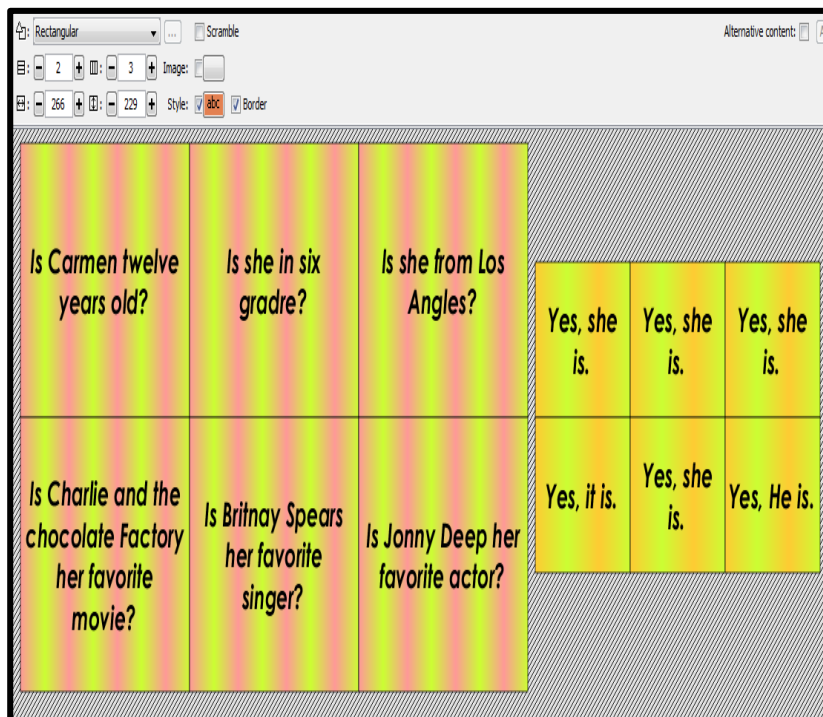 Rectangular ... Scramble Alternative content: A
2 3 Image:
266 229 Style: abc Border
Is Carmen twelve
years old?
Is she in six
gradre?
Is she from Los
Angles?
Is Charlie and the
chocolate Factory
her favorite
movie?
Is Britnay Spears
her favorite
singer?
Is Jonny Deep her
favorite actor?
Yes, she
is.
Yes, she
is.
Yes, she
is.
Yes, it is.
Yes, she
is.
Yes, He is.